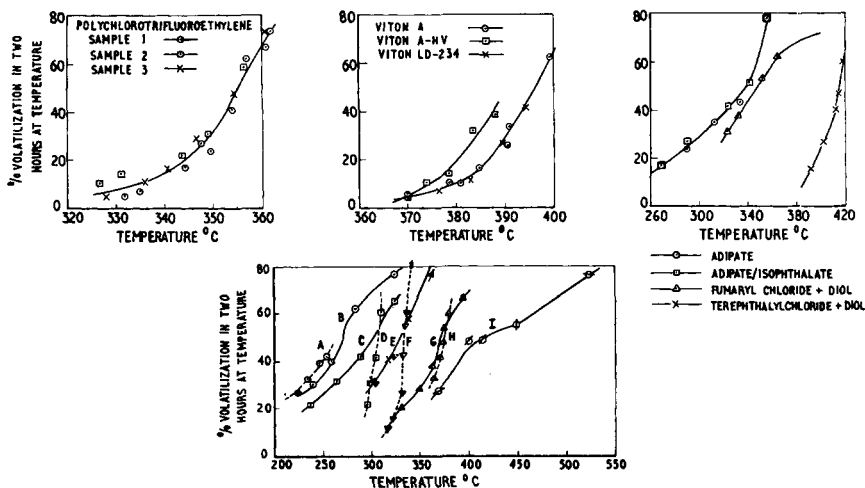 % VOLATILIZATION IN TWO
HOURS AT TEMPERATURE
80
60
40
20
0
POLYCHLOROTRIFLUOROETHYLENE
SAMPLE 1
SAMPLE 2
SAMPLE 3
320 330 340 350 360
TEMPERATURE °C
80
60
40
20
0
VITON A
VITON A-HV
VITON LD-234
360 370 380 390 400
TEMPERATURE °C
80
60
40
20
0
260 300 340 380 420
TEMPERATURE °C
ADIPATE
ADIPATE/ISOPHTHALATE
FUMARYL CHLORIDE + DIOL
TEREPHTHALYLCHLORIDE + DIOL
% VOLATILIZATION IN TWO
HOURS AT TEMPERATURE
80
60
40
20
0
A B C D E F G H I
200 250 300 350 400 450 500 550
TEMPERATURE °C